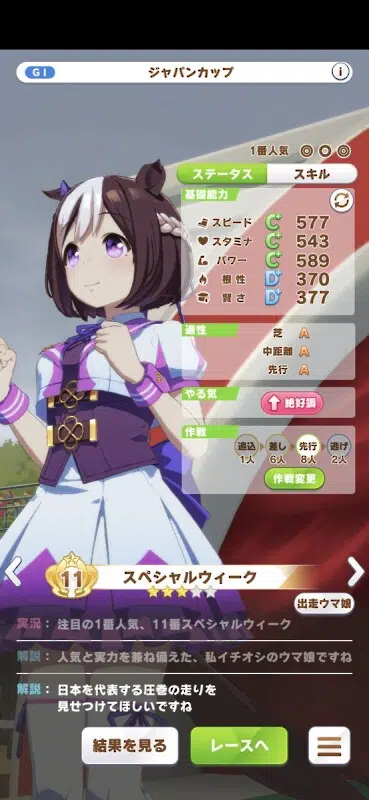 GI
ジャパンカップ
i
1番人気 ◎ ◎ ◎
ステータス スキル
基礎能力
スピード C+ 577
スタミナ C+ 543
パワー C+ 589
根性 D+ 370
賢さ D+ 377
適性
芝 A
中距離 A
先行 A
やる気
絶好調
作戦
追込 差し 先行 逃げ
1人 6人 8人 2人
作戦変更
11 スペシャルウィーク
出走ウマ娘
実況： 注目の1番人気、11番スペシャルウィーク
解説： 人気と実力を兼ね備えた、私イチオシのウマ娘ですね
解説： 日本を代表する圧巻の走りを
見せつけてほしいですね
結果を見る レースへ